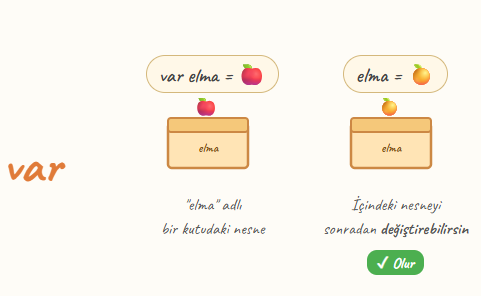 var
var elma = 🍎
elma = 🍊
elma
elma
"elma" adlı
bir kutudaki nesne
İçindeki nesneyi
sonradan değiştirebilirsin
✓ Olur